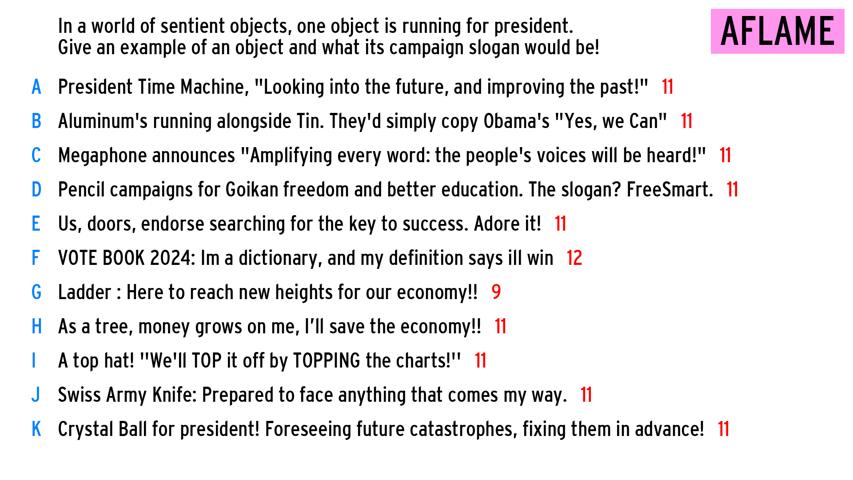 In a world of sentient objects, one object is running for president.
Give an example of an object and what its campaign slogan would be!
AFLAME
A President Time Machine, "Looking into the future, and improving the past!" 11
B Aluminum's running alongside Tin. They'd simply copy Obama's "Yes, we Can" 11
C Megaphone announces "Amplifying every word: the people's voices will be heard!" 11
D Pencil campaigns for Goikan freedom and better education. The slogan? FreeSmart. 11
E Us, doors, endorse searching for the key to success. Adore it! 11
F VOTE BOOK 2024: Im a dictionary, and my definition says ill win 12
G Ladder : Here to reach new heights for our economy!! 9
H As a tree, money grows on me, I’ll save the economy!! 11
I A top hat! "We'll TOP it off by TOPPING the charts!" 11
J Swiss Army Knife: Prepared to face anything that comes my way. 11
K Crystal Ball for president! Foreseeing future catastrophes, fixing them in advance! 11